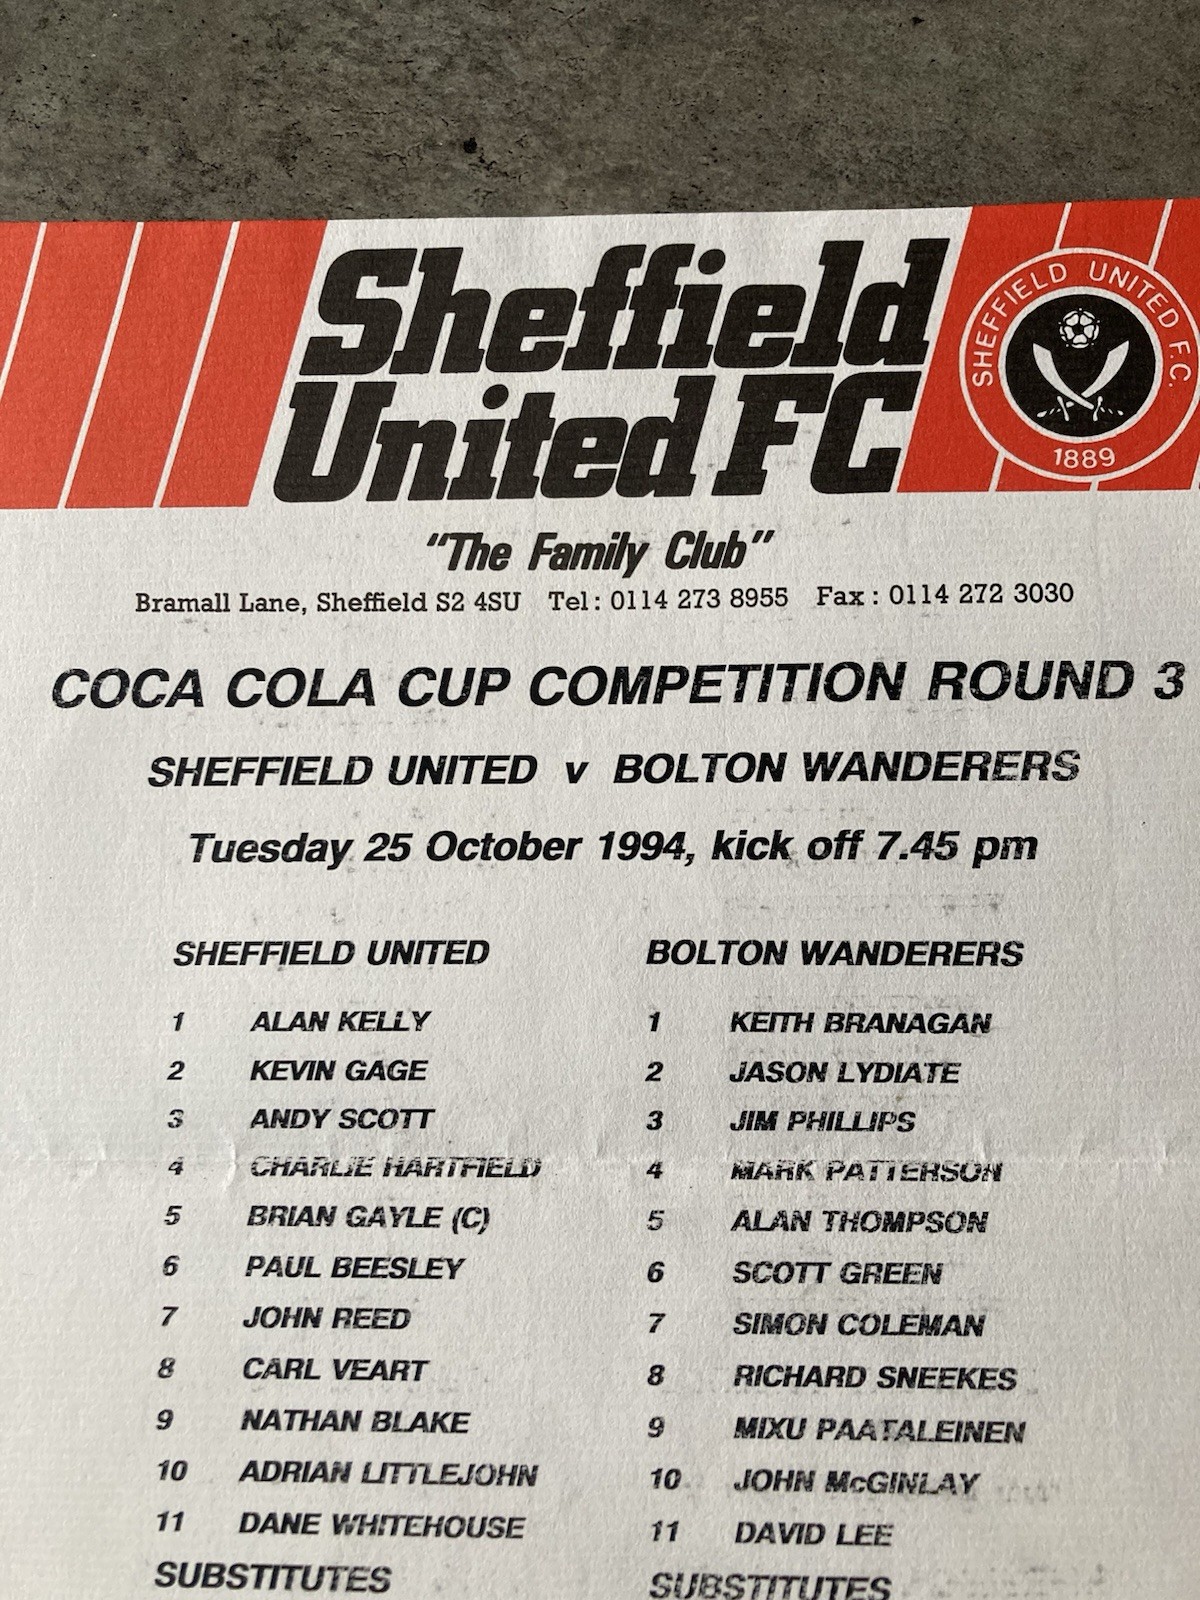 Sheffield
United FC
SHEFFIELD UNITED F.C.
1889
"The Family Club"
Bramall Lane, Sheffield S2 4SU Tel: 0114 273 8955 Fax: 0114 272 3030
COCA COLA CUP COMPETITION ROUND 3
SHEFFIELD UNITED v BOLTON WANDERERS
Tuesday 25 October 1994, kick off 7.45 pm
SHEFFIELD UNITED BOLTON WANDERERS
1 ALAN KELLY 1 KEITH BRANAGAN
2 KEVIN GAGE 2 JASON LYDIATE
3 ANDY SCOTT 3 JIM PHILLIPS
4 CHARLIE HARTFIELD 4 MARK PATTERSON
5 BRIAN GAYLE (C) 5 ALAN THOMPSON
6 PAUL BEESLEY 6 SCOTT GREEN
7 JOHN REED 7 SIMON COLEMAN
8 CARL VEART 8 RICHARD SNEEKES
9 NATHAN BLAKE 9 MIXU PAATALEINEN
10 ADRIAN LITTLEJOHN 10 JOHN McGINLAY
11 DANE WHITEHOUSE 11 DAVID LEE
SUBSTITUTES SUBSTITUTES